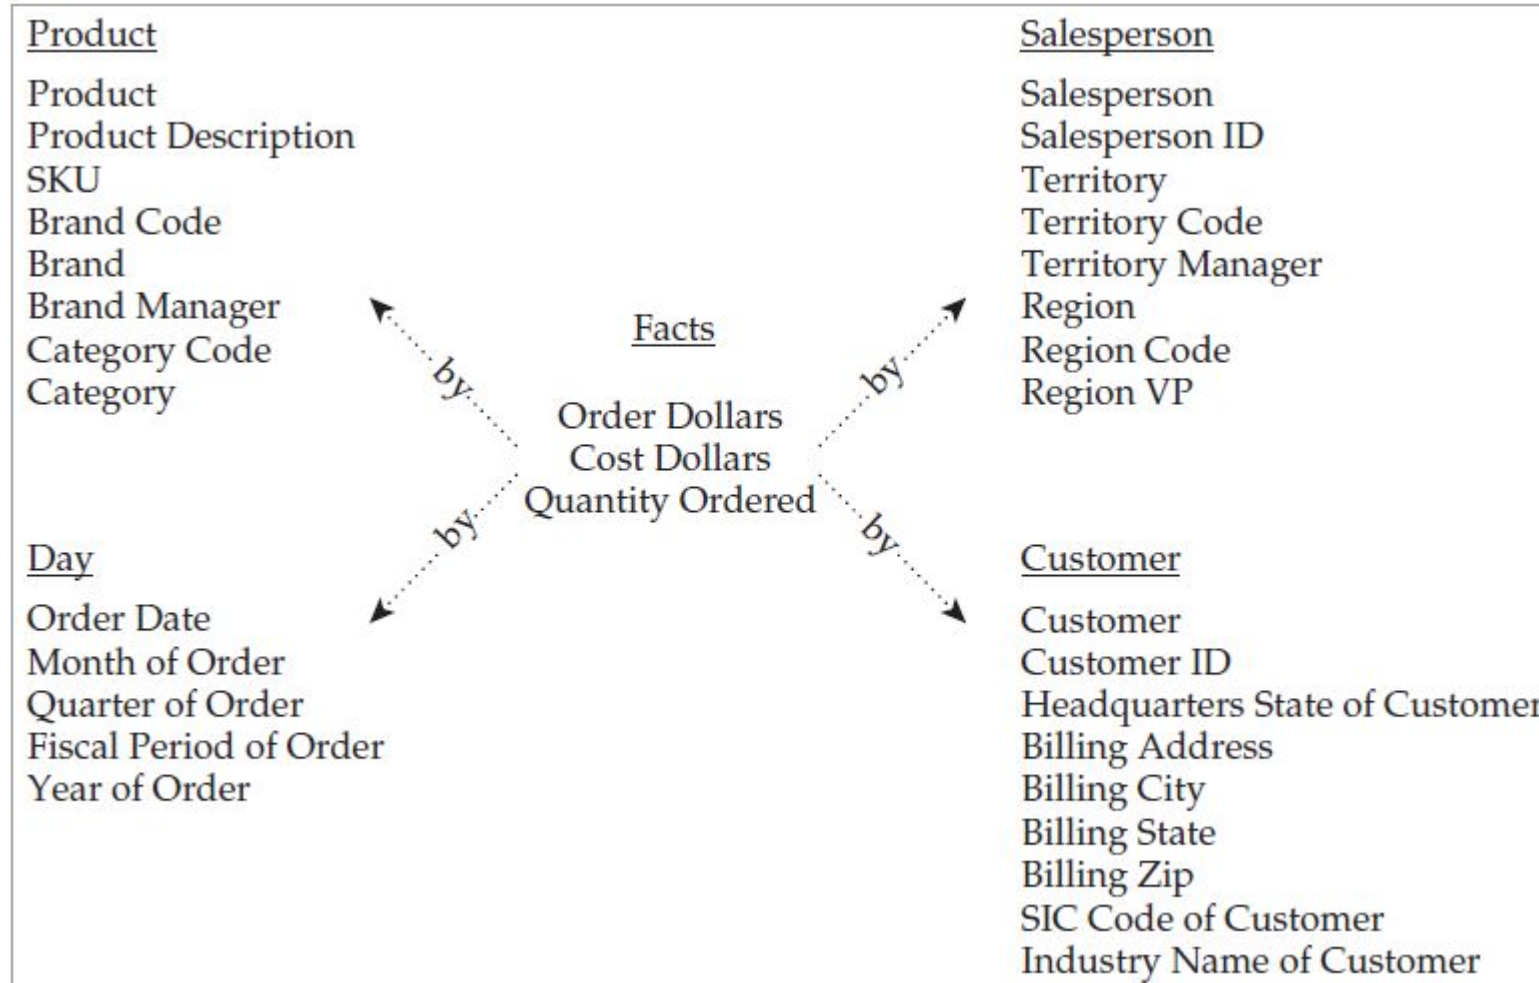 Product
Product
Product Description
SKU
Brand Code
Brand
Brand Manager
Category Code
Category
Salesperson
Salesperson
Salesperson ID
Territory
Territory Code
Territory Manager
Region
Region Code
Region VP
by
by
Facts
Order Dollars
Cost Dollars
Quantity Ordered
by
by
Day
Order Date
Month of Order
Quarter of Order
Fiscal Period of Order
Year of Order
Customer
Customer
Customer ID
Headquarters State of Customer
Billing Address
Billing City
Billing State
Billing Zip
SIC Code of Customer
Industry Name of Customer